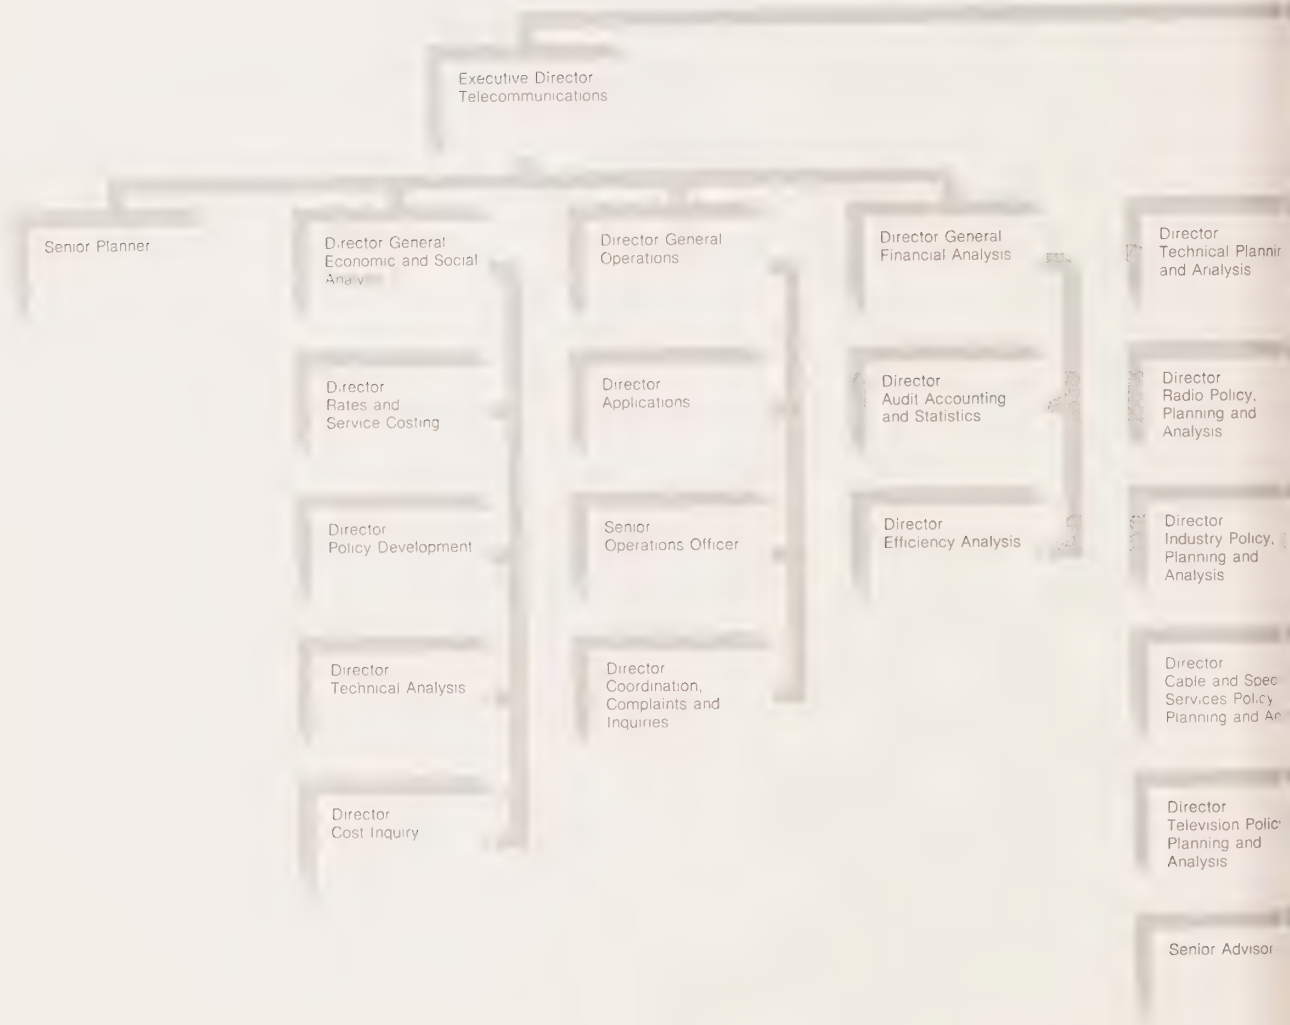 Executive Director
Telecommunications
Senior Planner
Director General
Economic and Social
Analysis
Director
Rates and
Service Costing
Director
Policy Development
Director
Technical Analysis
Director
Cost Inquiry
Director General
Operations
Director
Applications
Senior
Operations Officer
Director
Coordination,
Complaints and
Inquiries
Director General
Financial Analysis
Director
Audit Accounting
and Statistics
Director
Efficiency Analysis
Director
Technical Plannin
and Analysis
Director
Radio Policy,
Planning and
Analysis
Director
Industry Policy,
Planning and
Analysis
Director
Cable and Spec
Services Policy
Planning and An
Director
Television Polic
Planning and
Analysis
Senior Advisor